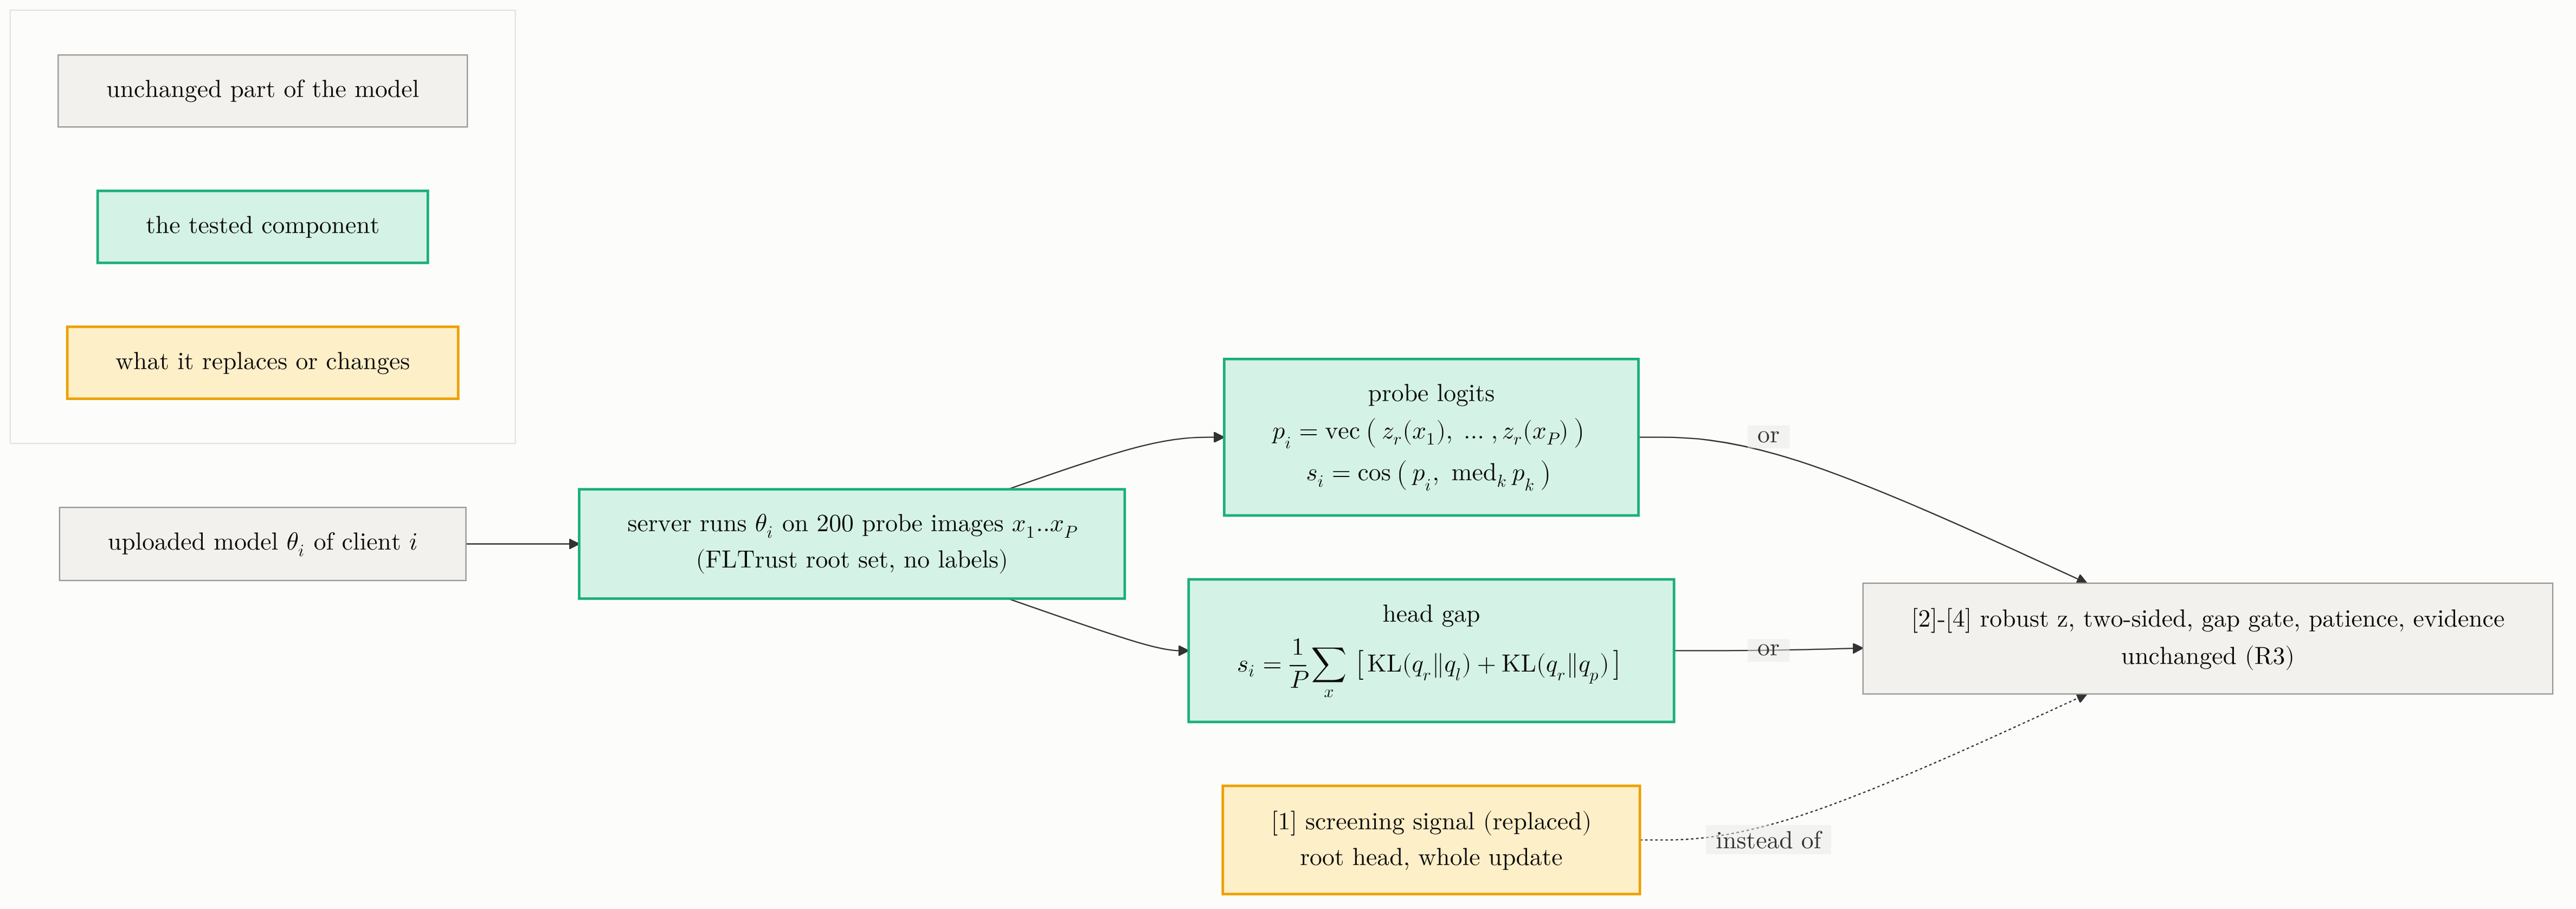 unchanged part of the model
the tested component
what it replaces or changes
uploaded model θ_i of client i
server runs θ_i on 200 probe images x_1..x_P
(FLTrust root set, no labels)
probe logits
p_i = vec ( z_r(x_1), … , z_r(x_P) )
s_i = cos ( p_i, med_k p_k )
or
head gap
s_i = 1/P ∑_x [ KL(q_r‖q_l) + KL(q_r‖q_p) ]
or
[2]-[4] robust z, two-sided, gap gate, patience, evidence
unchanged (R3)
[1] screening signal (replaced)
root head, whole update
instead of